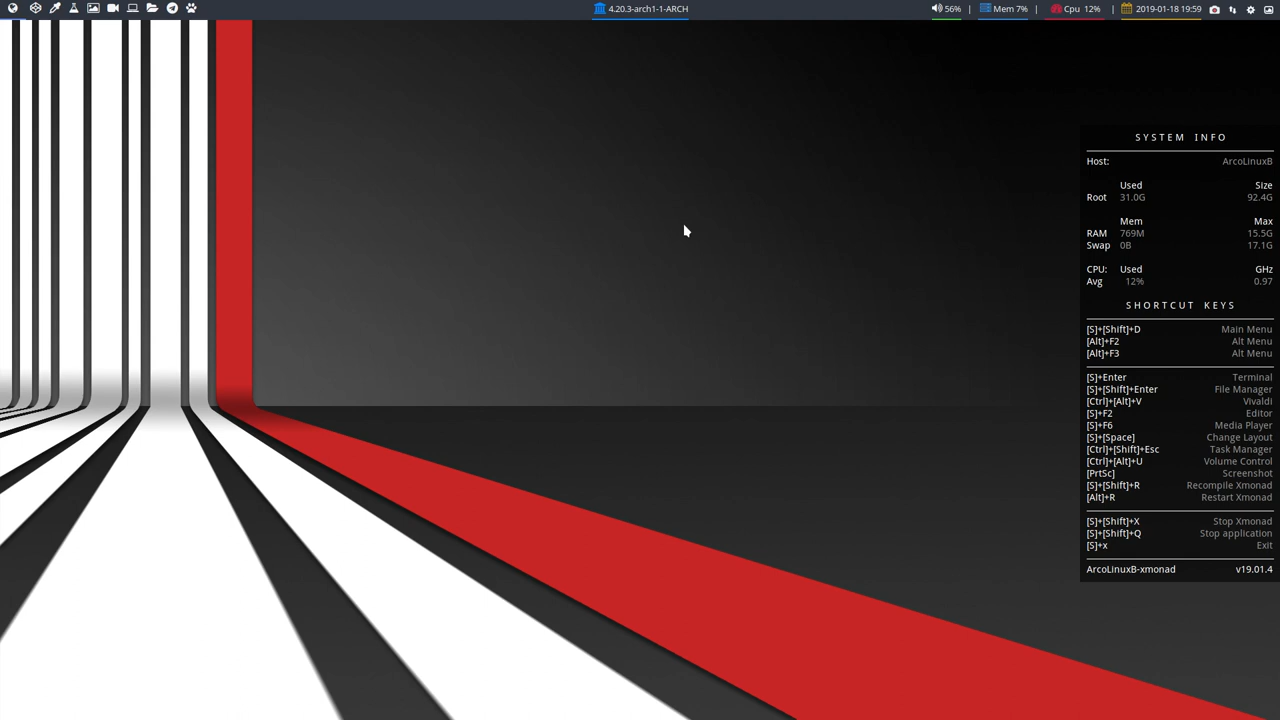 4.20.3-arch1-1-ARCH 56% | Mem 7% | Cpu 12% | 2019-01-18 19:59
SYSTEM INFO
Host: ArcoLinuxB
Used Size
Root 31.0G 92.4G
Mem Max
RAM 769M 15.5G
Swap 0B 17.1G
CPU: Used GHz
Avg 12% 0.97
SHORTCUT KEYS
[S]+[Shift]+D Main Menu
[Alt]+F2 Alt Menu
[Alt]+F3 Alt Menu
[S]+Enter Terminal
[S]+[Shift]+Enter File Manager
[Ctrl]+[Alt]+V Vivaldi
[S]+F2 Editor
[S]+F6 Media Player
[S]+[Space] Change Layout
[Ctrl]+[Shift]+Esc Task Manager
[Ctrl]+[Alt]+U Volume Control
[PrtSc] Screenshot
[S]+[Shift]+R Recompile Xmonad
[Alt]+R Restart Xmonad
[S]+[Shift]+X Stop Xmonad
[S]+[Shift]+Q Stop application
[S]+x Exit
ArcoLinuxB-xmonad v19.01.4